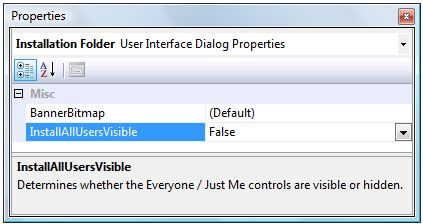 Properties
Installation Folder User Interface Dialog Properties
Misc
BannerBitmap (Default)
InstallAllUsersVisible False
InstallAllUsersVisible
Determines whether the Everyone / Just Me controls are visible or hidden.